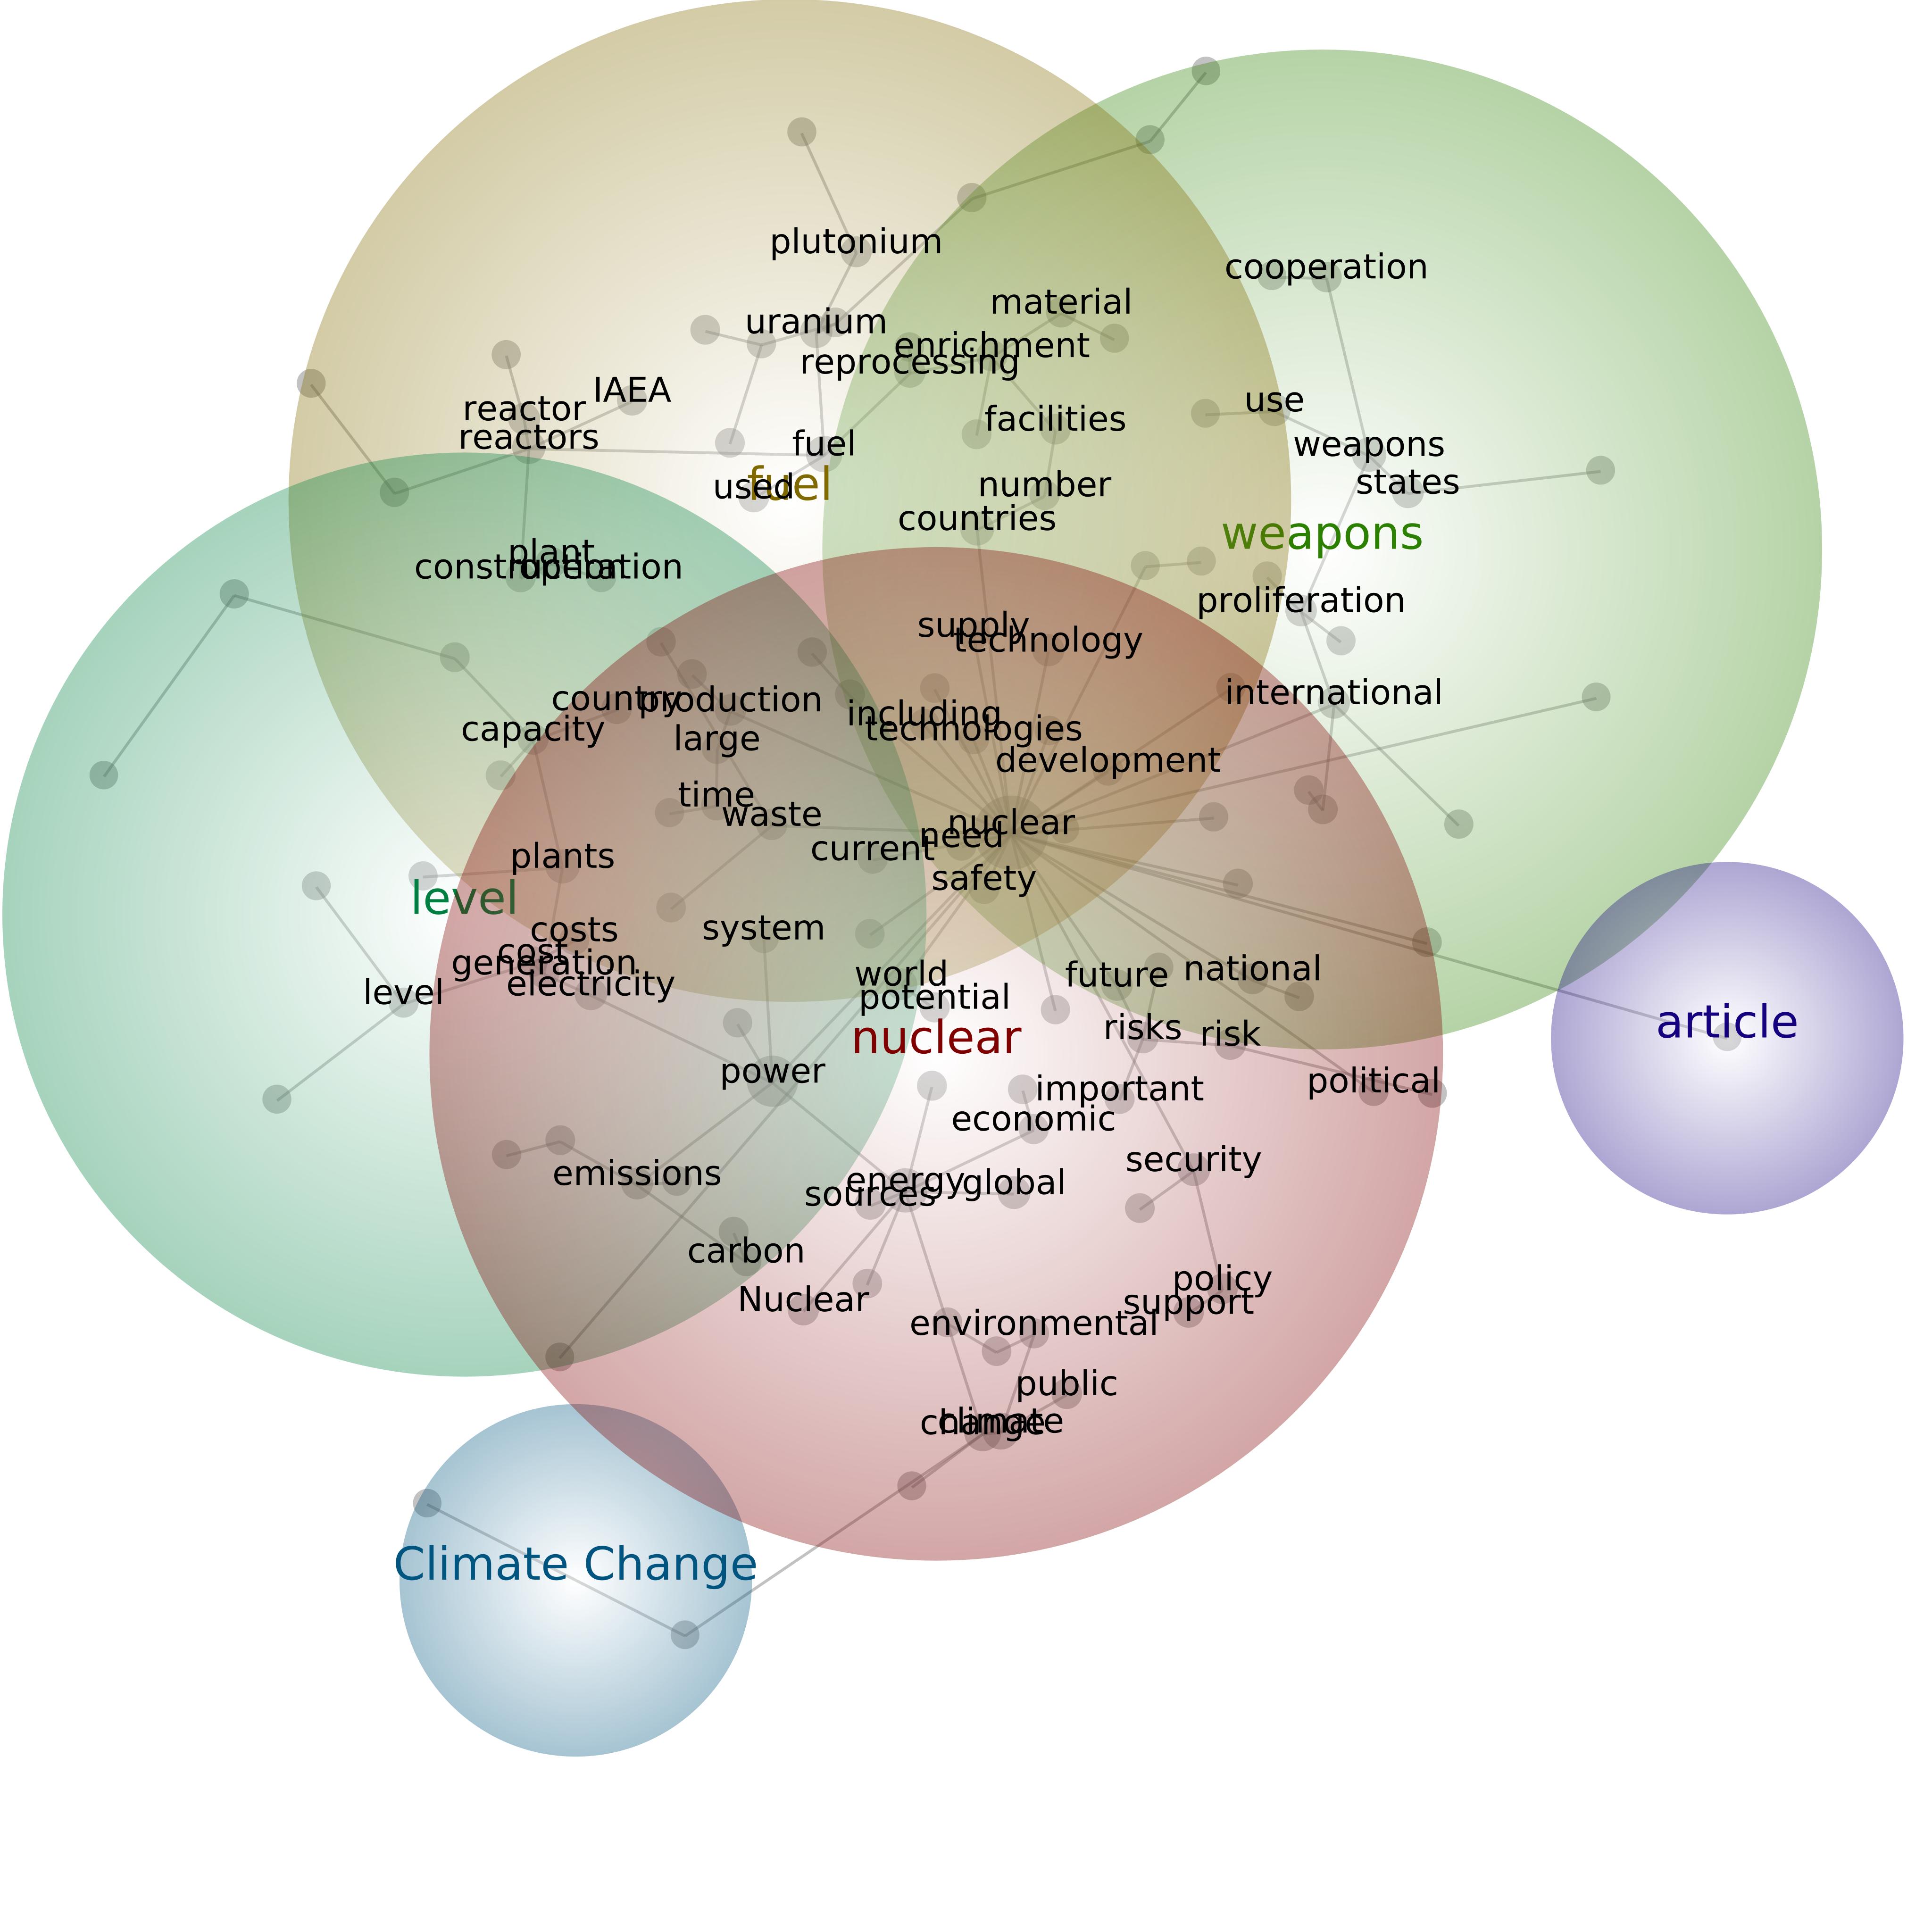 plutonium
cooperation
material
uranium
enrichment
reprocessing
IAEA
use
reactor
facilities
reactors
fuel
weapons
states
fuel
used
number
countries
weapons
plant
construction
operation
proliferation
supply
technology
international
country
production
including
capacity
technologies
large
development
time
waste
nuclear
need
current
plants
safety
level
costs
system
cost
generation
national
world
future
electricity
level
potential
article
risks
risk
nuclear
power
political
important
economic
security
emissions
energy
global
sources
carbon
policy
Nuclear
support
environmental
public
climate
change
Climate Change